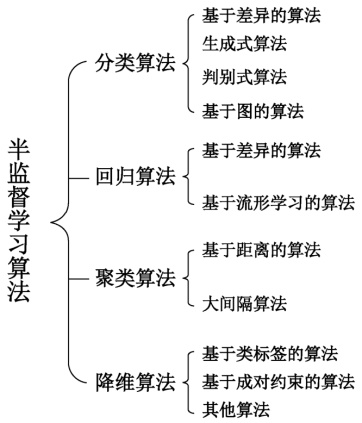 半监督学习算法
分类算法
基于差异的算法
生成式算法
判别式算法
基于图的算法
回归算法
基于差异的算法
基于流形学习的算法
聚类算法
基于距离的算法
大间隔算法
降维算法
基于类标签的算法
基于成对约束的算法
其他算法